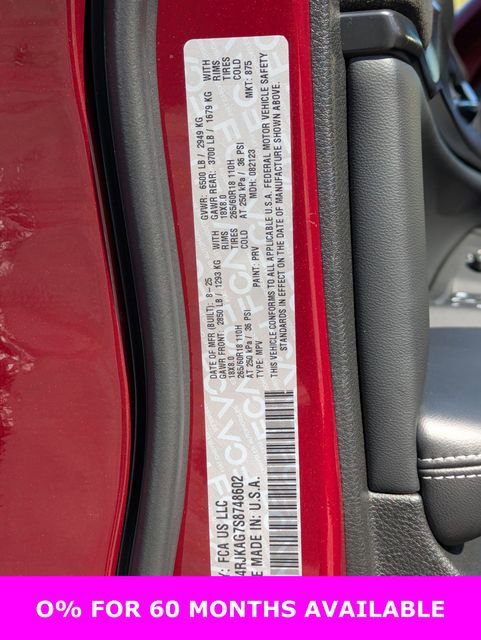 Y: FCA US LLC
DATE OF MFR (BUILT): 8-25
GVWR: 6500 LB / 2949 KG
GAWR FRONT: 2850 LB / 1293 KG
WITH
GAWR REAR: 3700 LB / 1679 KG
WITH
18X8.0
RIMS
18X8.0
RIMS
265/60R18 110H
TIRES
265/60R18 110H
TIRES
AT 250 kPa / 36 PSI
COLD
AT 250 kPa / 36 PSI
COLD
TYPE: MPV
PAINT: PRV
MDH: 082123
MKT: 875
THIS VEHICLE CONFORMS TO ALL APPLICABLE U.S.A. FEDERAL MOTOR VEHICLE SAFETY
STANDARDS IN EFFECT ON THE DATE OF MANUFACTURE SHOWN ABOVE.
4RJKAG7S8748602
E MADE IN: U.S.A.
0% FOR 60 MONTHS AVAILABLE